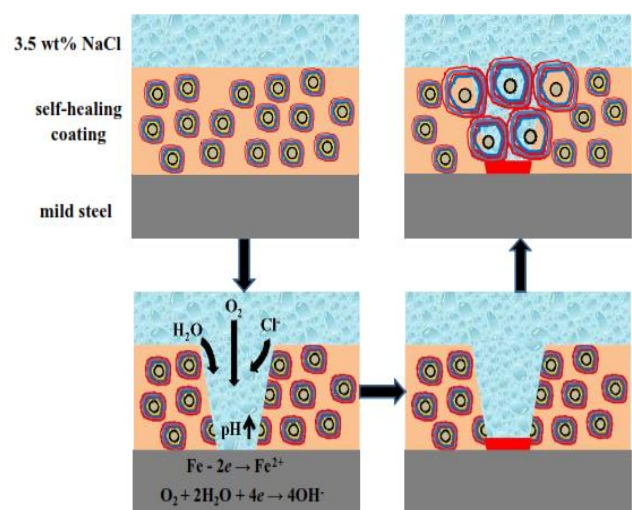 3.5 wt% NaCl
self-healing
coating
mild steel
O₂
H₂O
Cl⁻
pH
Fe - 2e → Fe²⁺
O₂ + 2H₂O + 4e → 4OH⁻